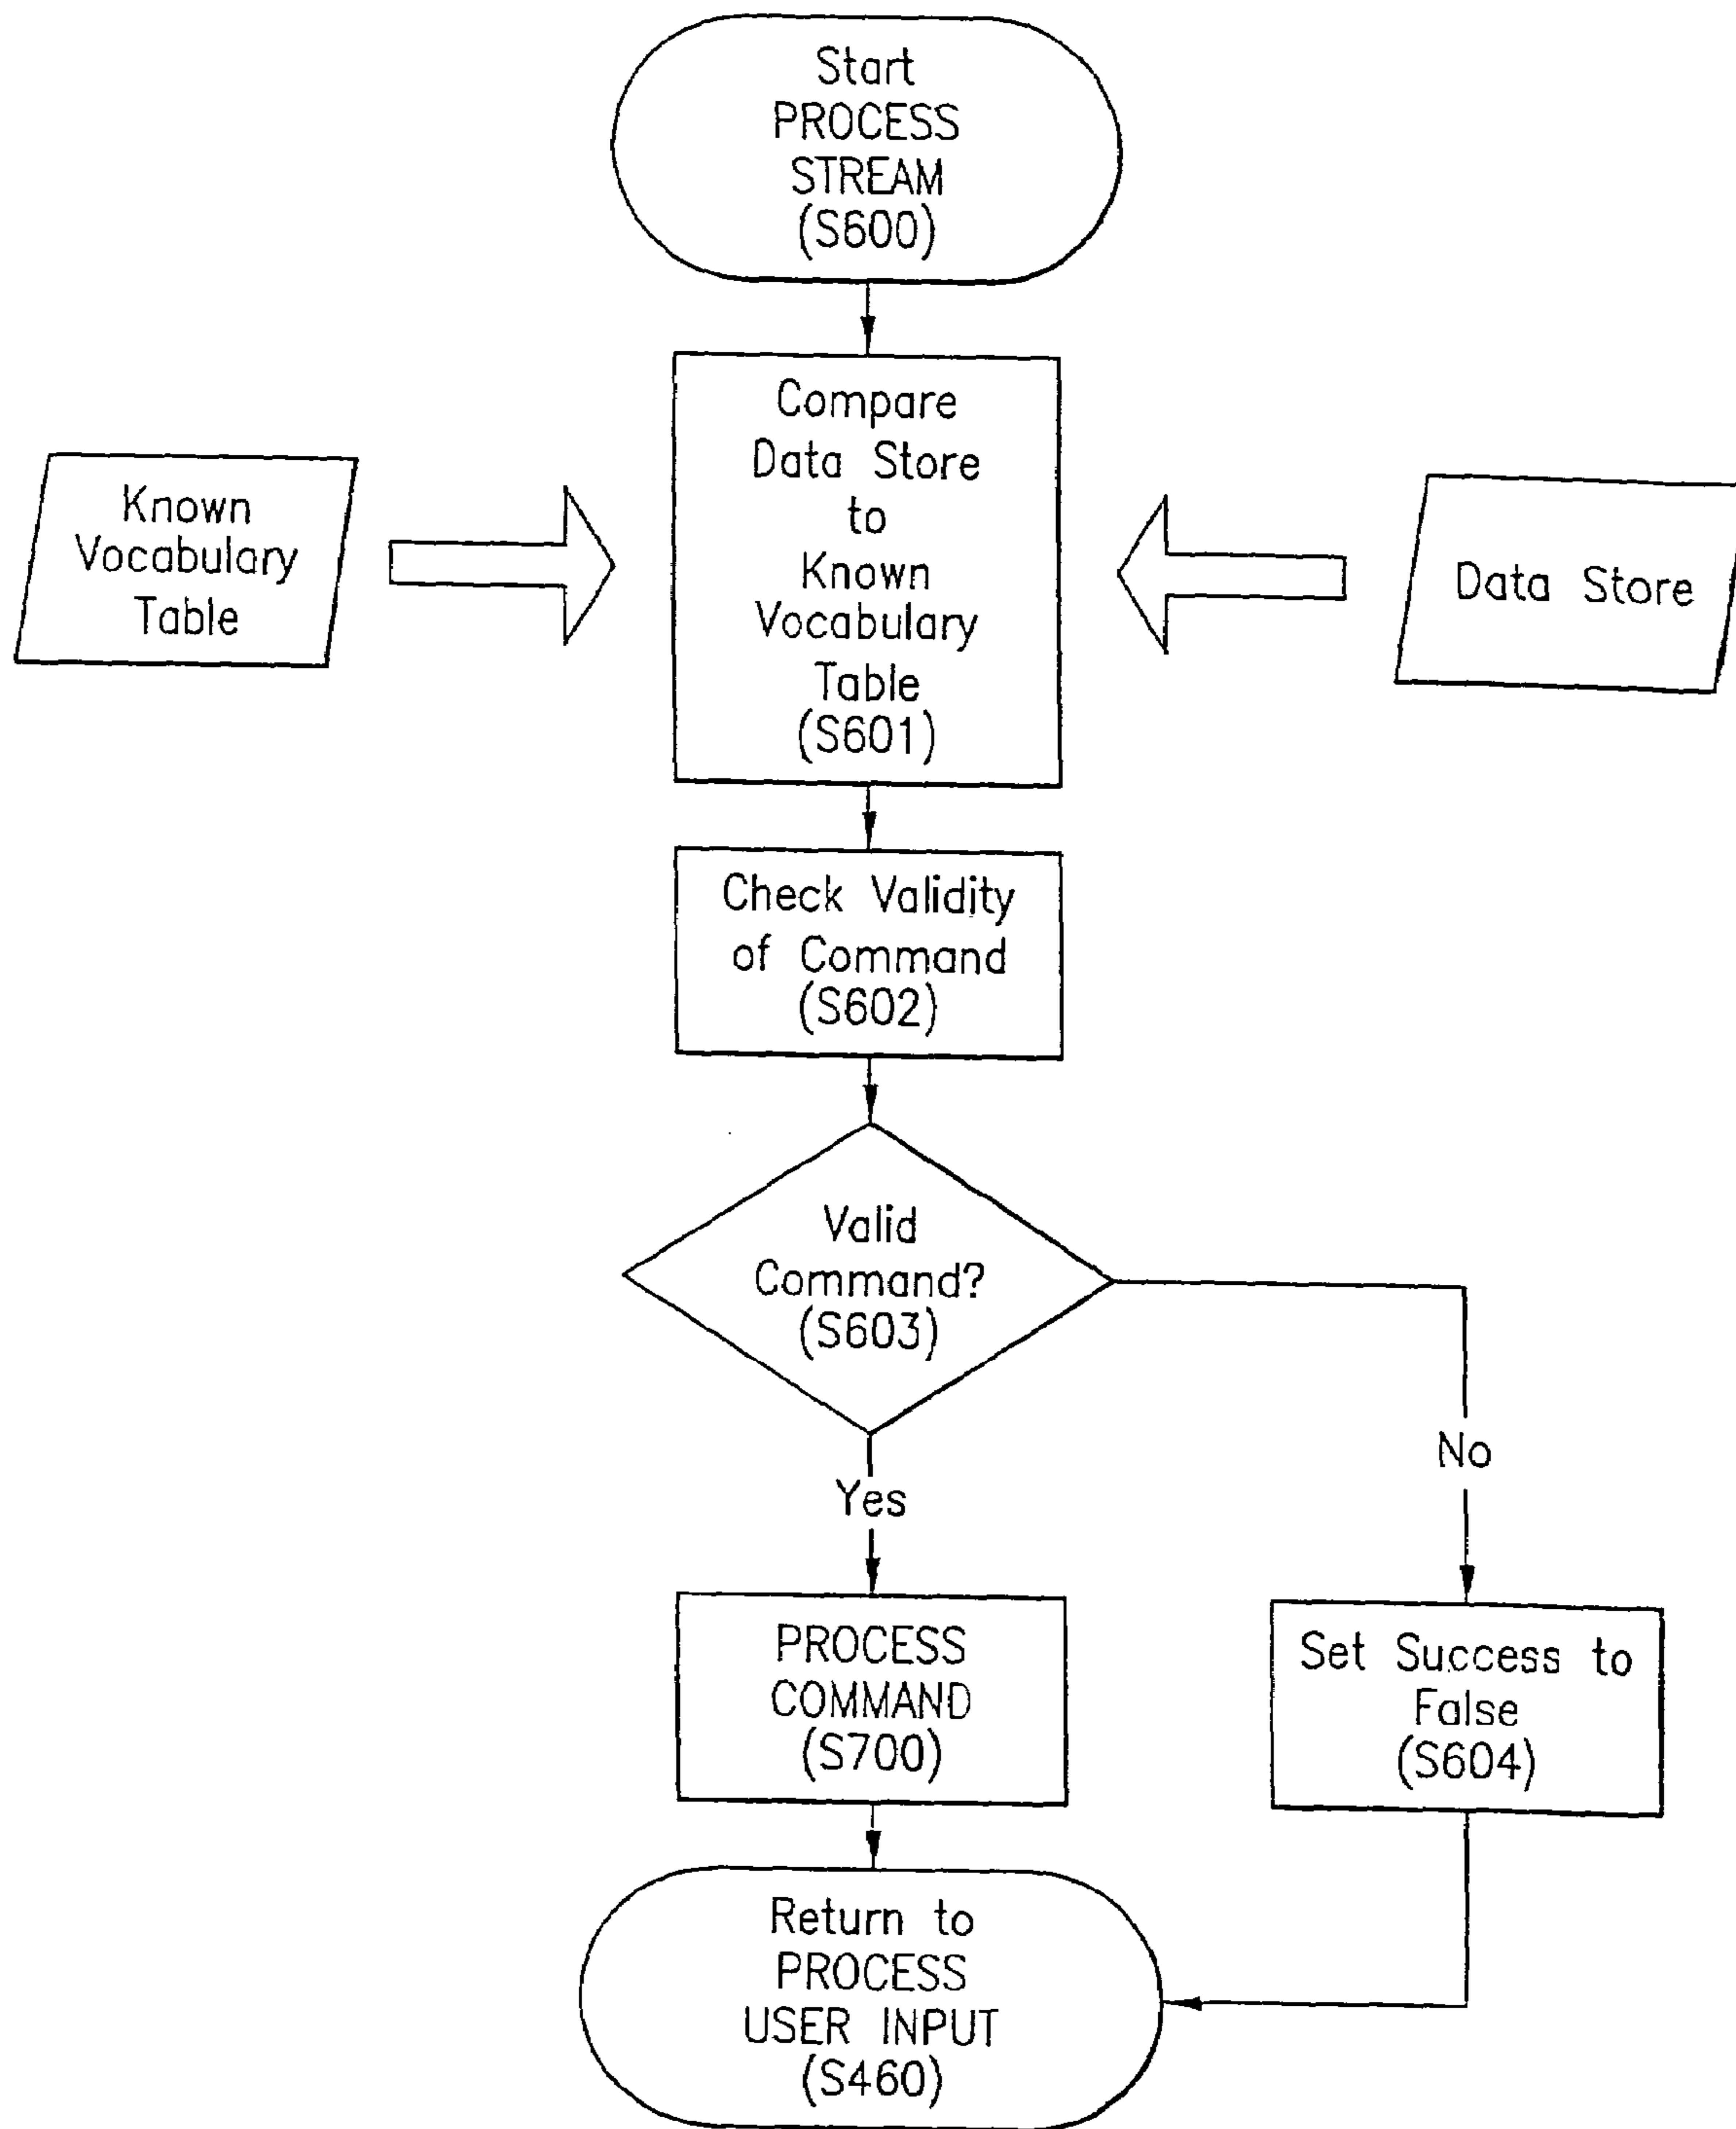 Start
PROCESS
STREAM
(S600)
Compare
Data Store
to
Known
Vocabulary
Table
(S601)
Known
Vocabulary
Table
Data Store
Check Validity
of Command
(S602)
Valid
Command?
(S603)
No
Yes
PROCESS
COMMAND
(S700)
Set Success to
False
(S604)
Return to
PROCESS
USER INPUT
(S460)